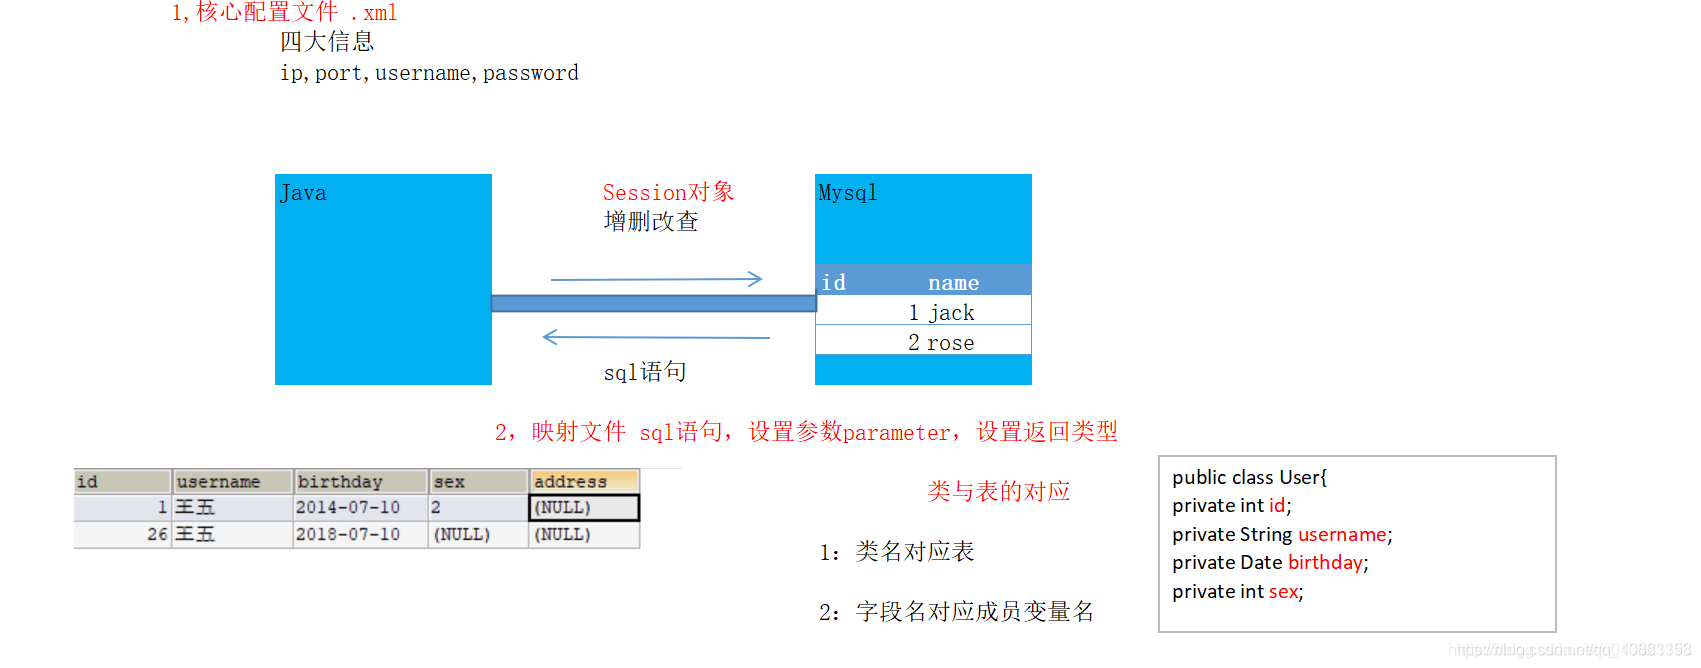 1,核心配置文件 .xml
四大信息
ip,port,username,password
Java
Session对象
增删改查
Mysql
id name
1 jack
2 rose
sql语句
2，映射文件 sql语句，设置参数parameter，设置返回类型
id username birthday sex address
1 王五 2014-07-10 2 (NULL)
26 王五 2018-07-10 (NULL) (NULL)
类与表的对应
1：类名对应表
2：字段名对应成员变量名
public class User{
private int id;
private String username;
private Date birthday;
private int sex;